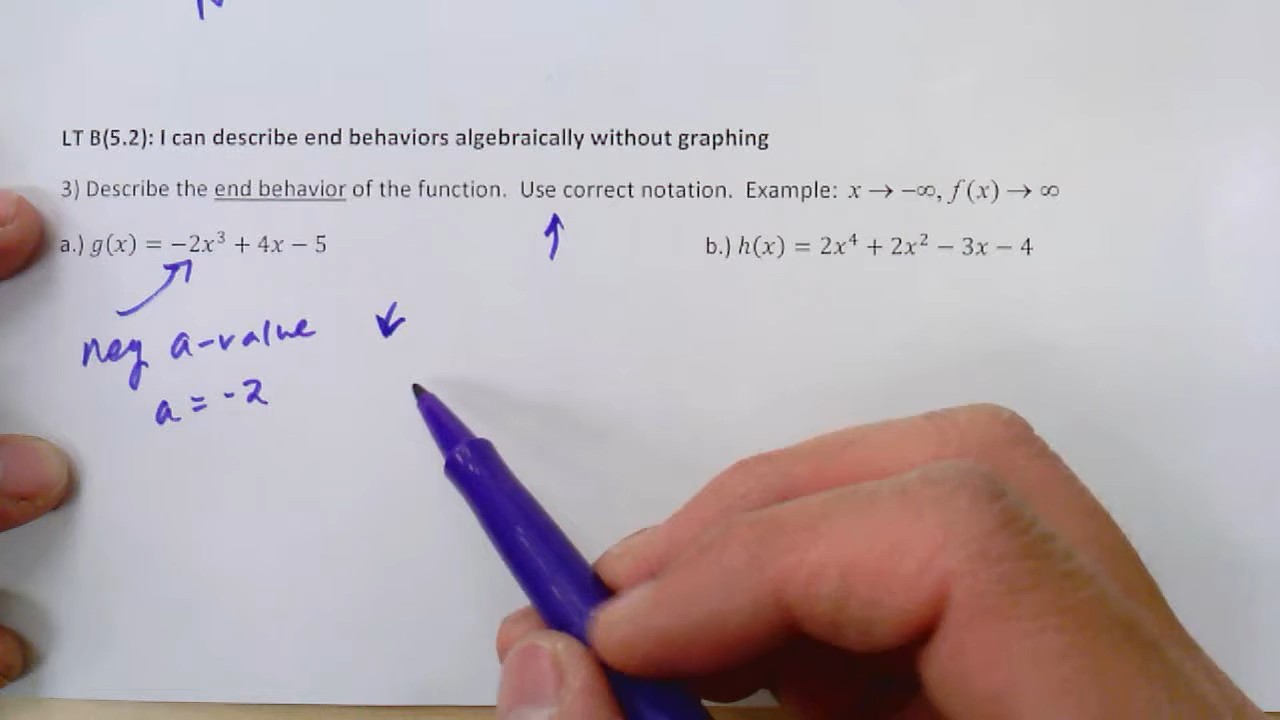 LT B(5.2): I can describe end behaviors algebraically without graphing
3) Describe the end behavior of the function. Use correct notation. Example: x → −∞, f(x) → ∞
a.) g(x) = −2x³ + 4x − 5
b.) h(x) = 2x⁴ + 2x² − 3x − 4
neg a-value
a = -2